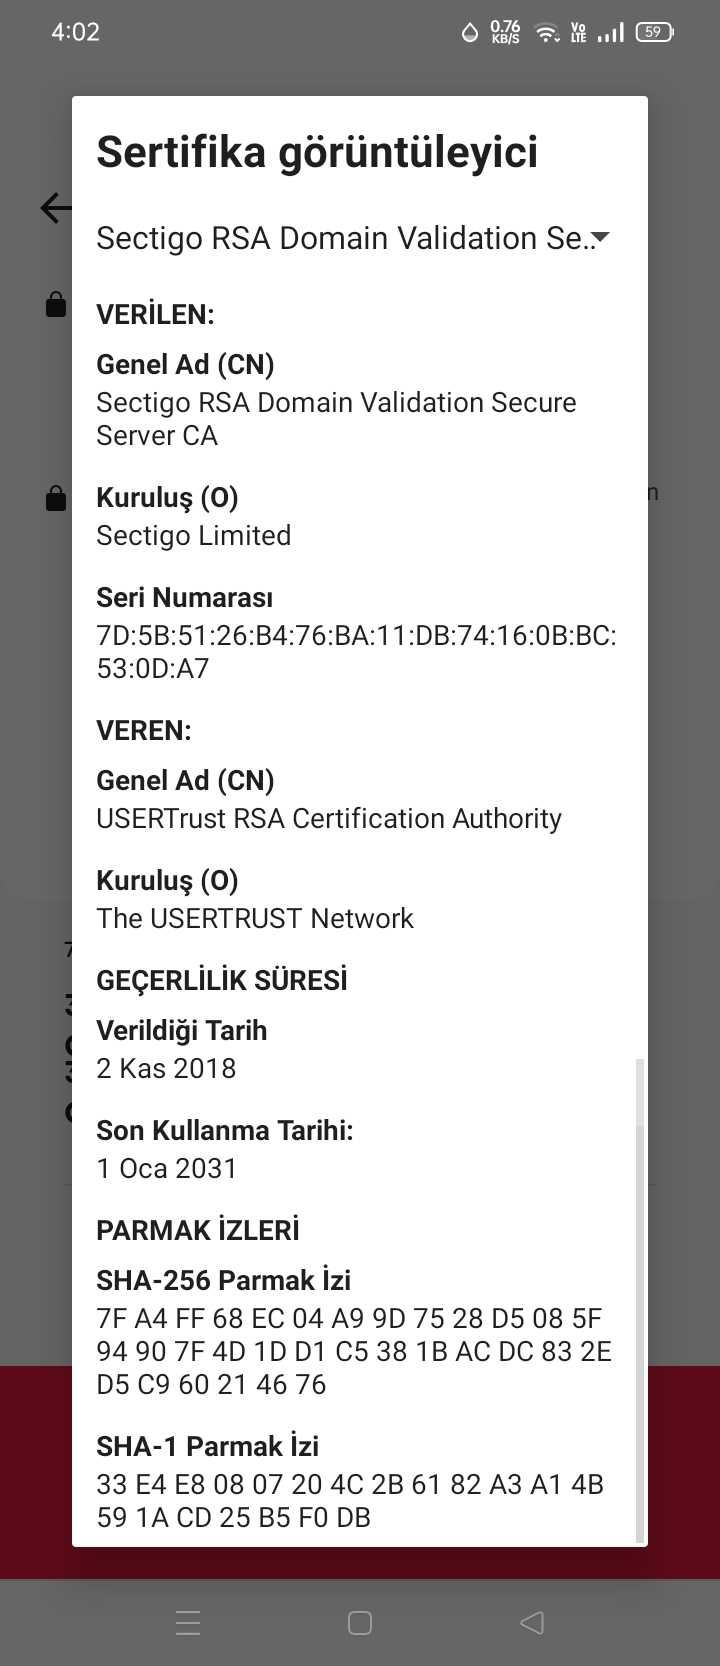 4:02
0.76
KB/S
Vo
LTE
59
Sertifika görüntüleyici
Sectigo RSA Domain Validation Se..
VERİLEN:
Genel Ad (CN)
Sectigo RSA Domain Validation Secure
Server CA
Kuruluş (O)
Sectigo Limited
Seri Numarası
7D:5B:51:26:B4:76:BA:11:DB:74:16:0B:BC:
53:0D:A7
VEREN:
Genel Ad (CN)
USERTrust RSA Certification Authority
Kuruluş (O)
The USERTRUST Network
GEÇERLİLİK SÜRESİ
Verildiği Tarih
2 Kas 2018
Son Kullanma Tarihi:
1 Oca 2031
PARMAK İZLERİ
SHA-256 Parmak İzi
7F A4 FF 68 EC 04 A9 9D 75 28 D5 08 5F
94 90 7F 4D 1D D1 C5 38 1B AC DC 83 2E
D5 C9 60 21 46 76
SHA-1 Parmak İzi
33 E4 E8 08 07 20 4C 2B 61 82 A3 A1 4B
59 1A CD 25 B5 F0 DB